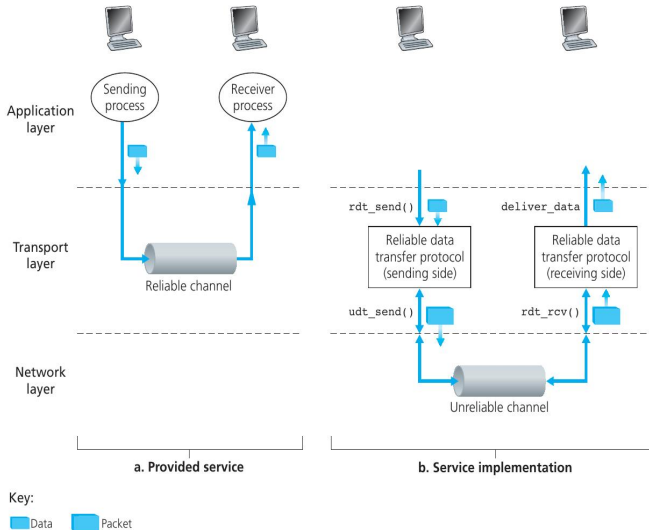 Sending
process
Receiver
process
Application
layer
rdt_send()
deliver_data
Transport
layer
Reliable data
transfer protocol
(sending side)
Reliable data
transfer protocol
(receiving side)
Reliable channel
udt_send()
rdt_rcv()
Network
layer
Unreliable channel
a. Provided service
b. Service implementation
Key:
Data
Packet